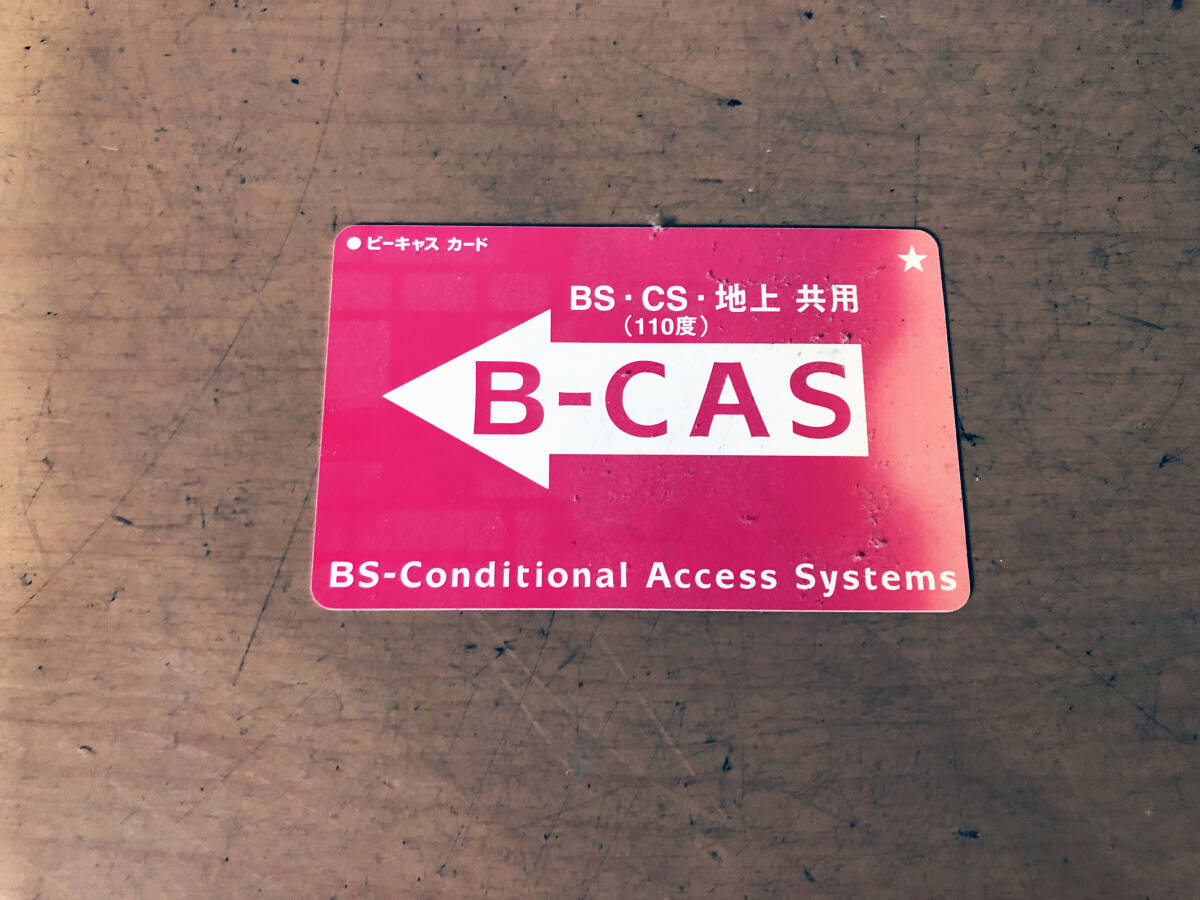 ● ビーキャス カード
★
BS・CS・地上 共用
(110度)
B-CAS
BS-Conditional Access Systems